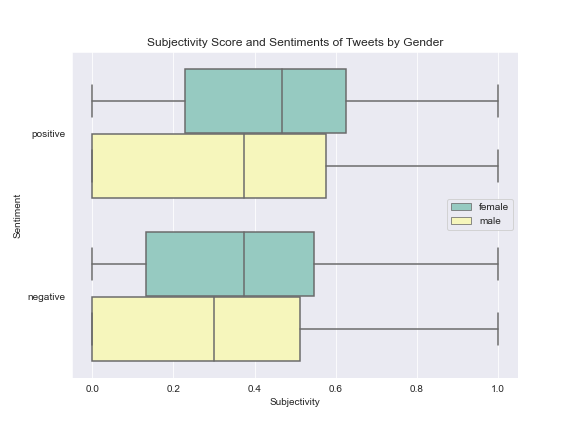 Subjectivity Score and Sentiments of Tweets by Gender
positive
negative
Sentiment
female
male
0.0 0.2 0.4 0.6 0.8 1.0
Subjectivity